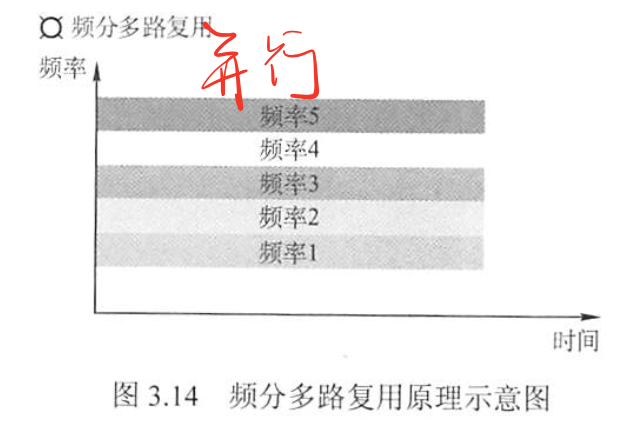 ¤ 频分多路复用
并行
频率
频率5
频率4
频率3
频率2
频率1
时间
图 3.14 频分多路复用原理示意图